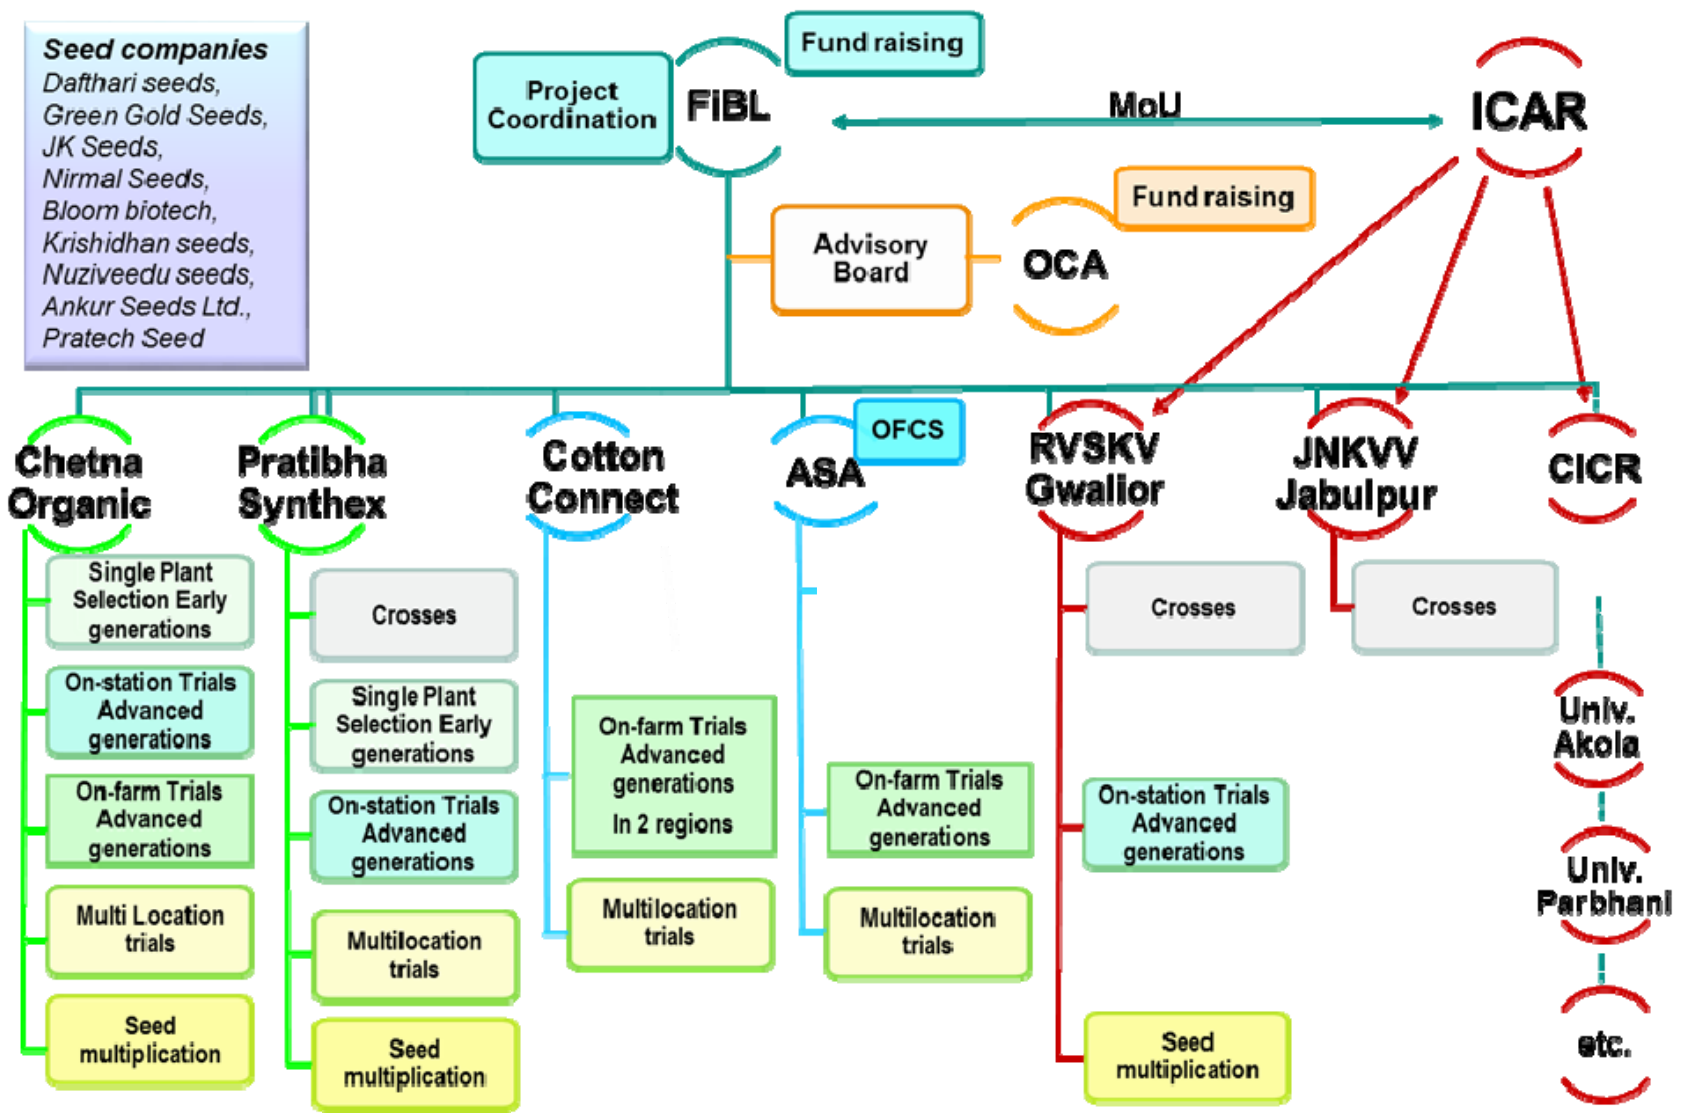 Seed companies
Dafthari seeds,
Green Gold Seeds,
JK Seeds,
Nirmal Seeds,
Bloom biotech,
Krishidhan seeds,
Nuziveedu seeds,
Ankur Seeds Ltd.,
Pratech Seed
Project
Coordination
FiBL
Fund raising
MoU
ICAR
Advisory
Board
OCA
Fund raising
Chetna
Organic
Single Plant
Selection Early
generations
On-station Trials
Advanced
generations
On-farm Trials
Advanced
generations
Multi Location
trials
Seed
multiplication
Pratibha
Synthex
Crosses
Single Plant
Selection Early
generations
On-station Trials
Advanced
generations
Multilocation
trials
Seed
multiplication
Cotton
Connect
On-farm Trials
Advanced
generations
In 2 regions
Multilocation
trials
ASA
OFCS
On-farm Trials
Advanced
generations
Multilocation
trials
RVSKV
Gwalior
Crosses
On-station Trials
Advanced
generations
Seed
multiplication
JNKVV
Jabulpur
Crosses
CICR
Univ.
Akola
Univ.
Parbhani
etc.